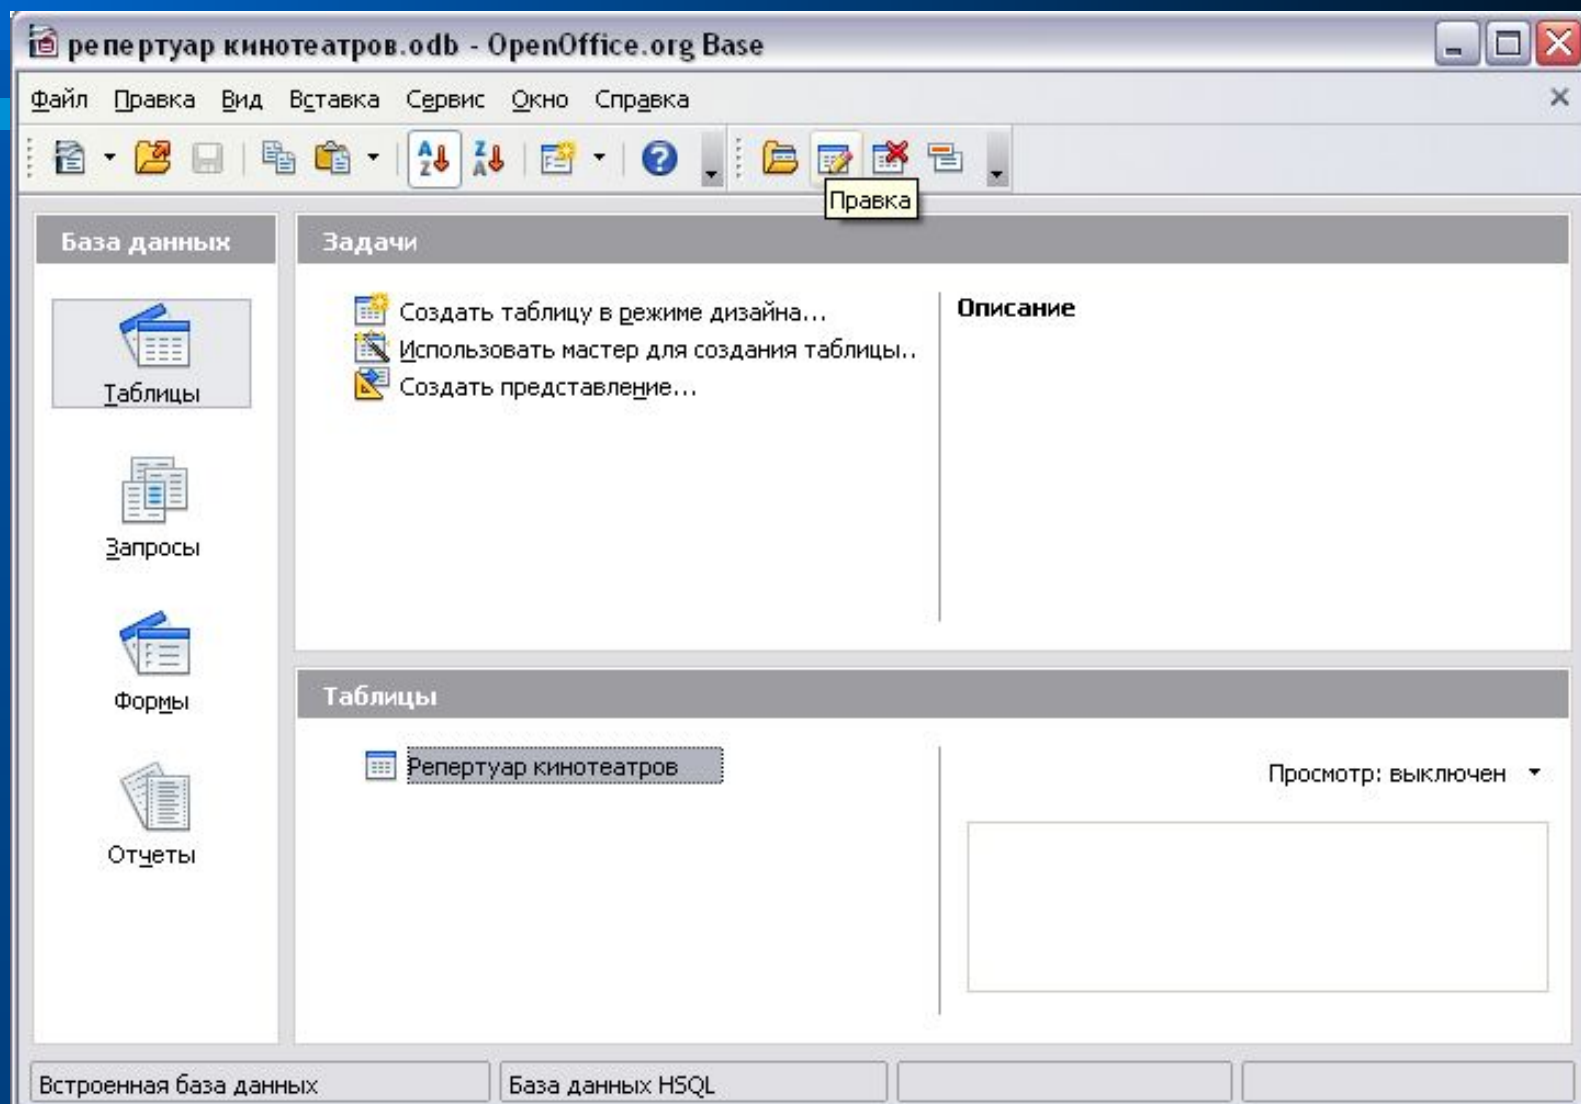 репертуар кинотеатров.odb - OpenOffice.org Base
Файл Правка Вид Вставка Сервис Окно Справка
Правка
База данных
Таблицы
Запросы
Формы
Отчеты
Задачи
Создать таблицу в режиме дизайна...
Использовать мастер для создания таблицы..
Создать представление...
Описание
Таблицы
Репертуар кинотеатров
Просмотр: выключен
Встроенная база данных
База данных HSQL